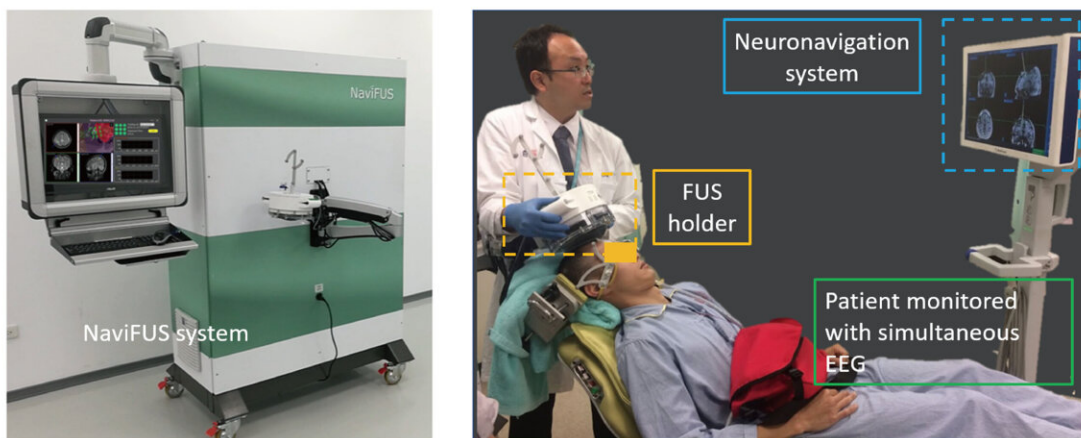 NaviFUS
NaviFUS system
Neuronavigation
system
FUS
holder
Patient monitored
with simultaneous
EEG